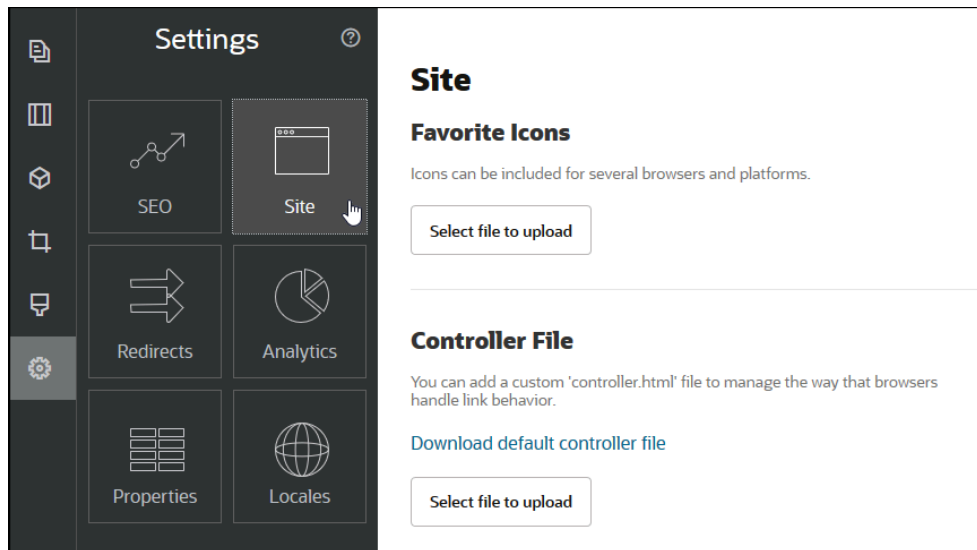 Settings
SEO
Site
Redirects
Analytics
Properties
Locales
Site
Favorite Icons
Icons can be included for several browsers and platforms.
Select file to upload
Controller File
You can add a custom 'controller.html' file to manage the way that browsers
handle link behavior.
Download default controller file
Select file to upload